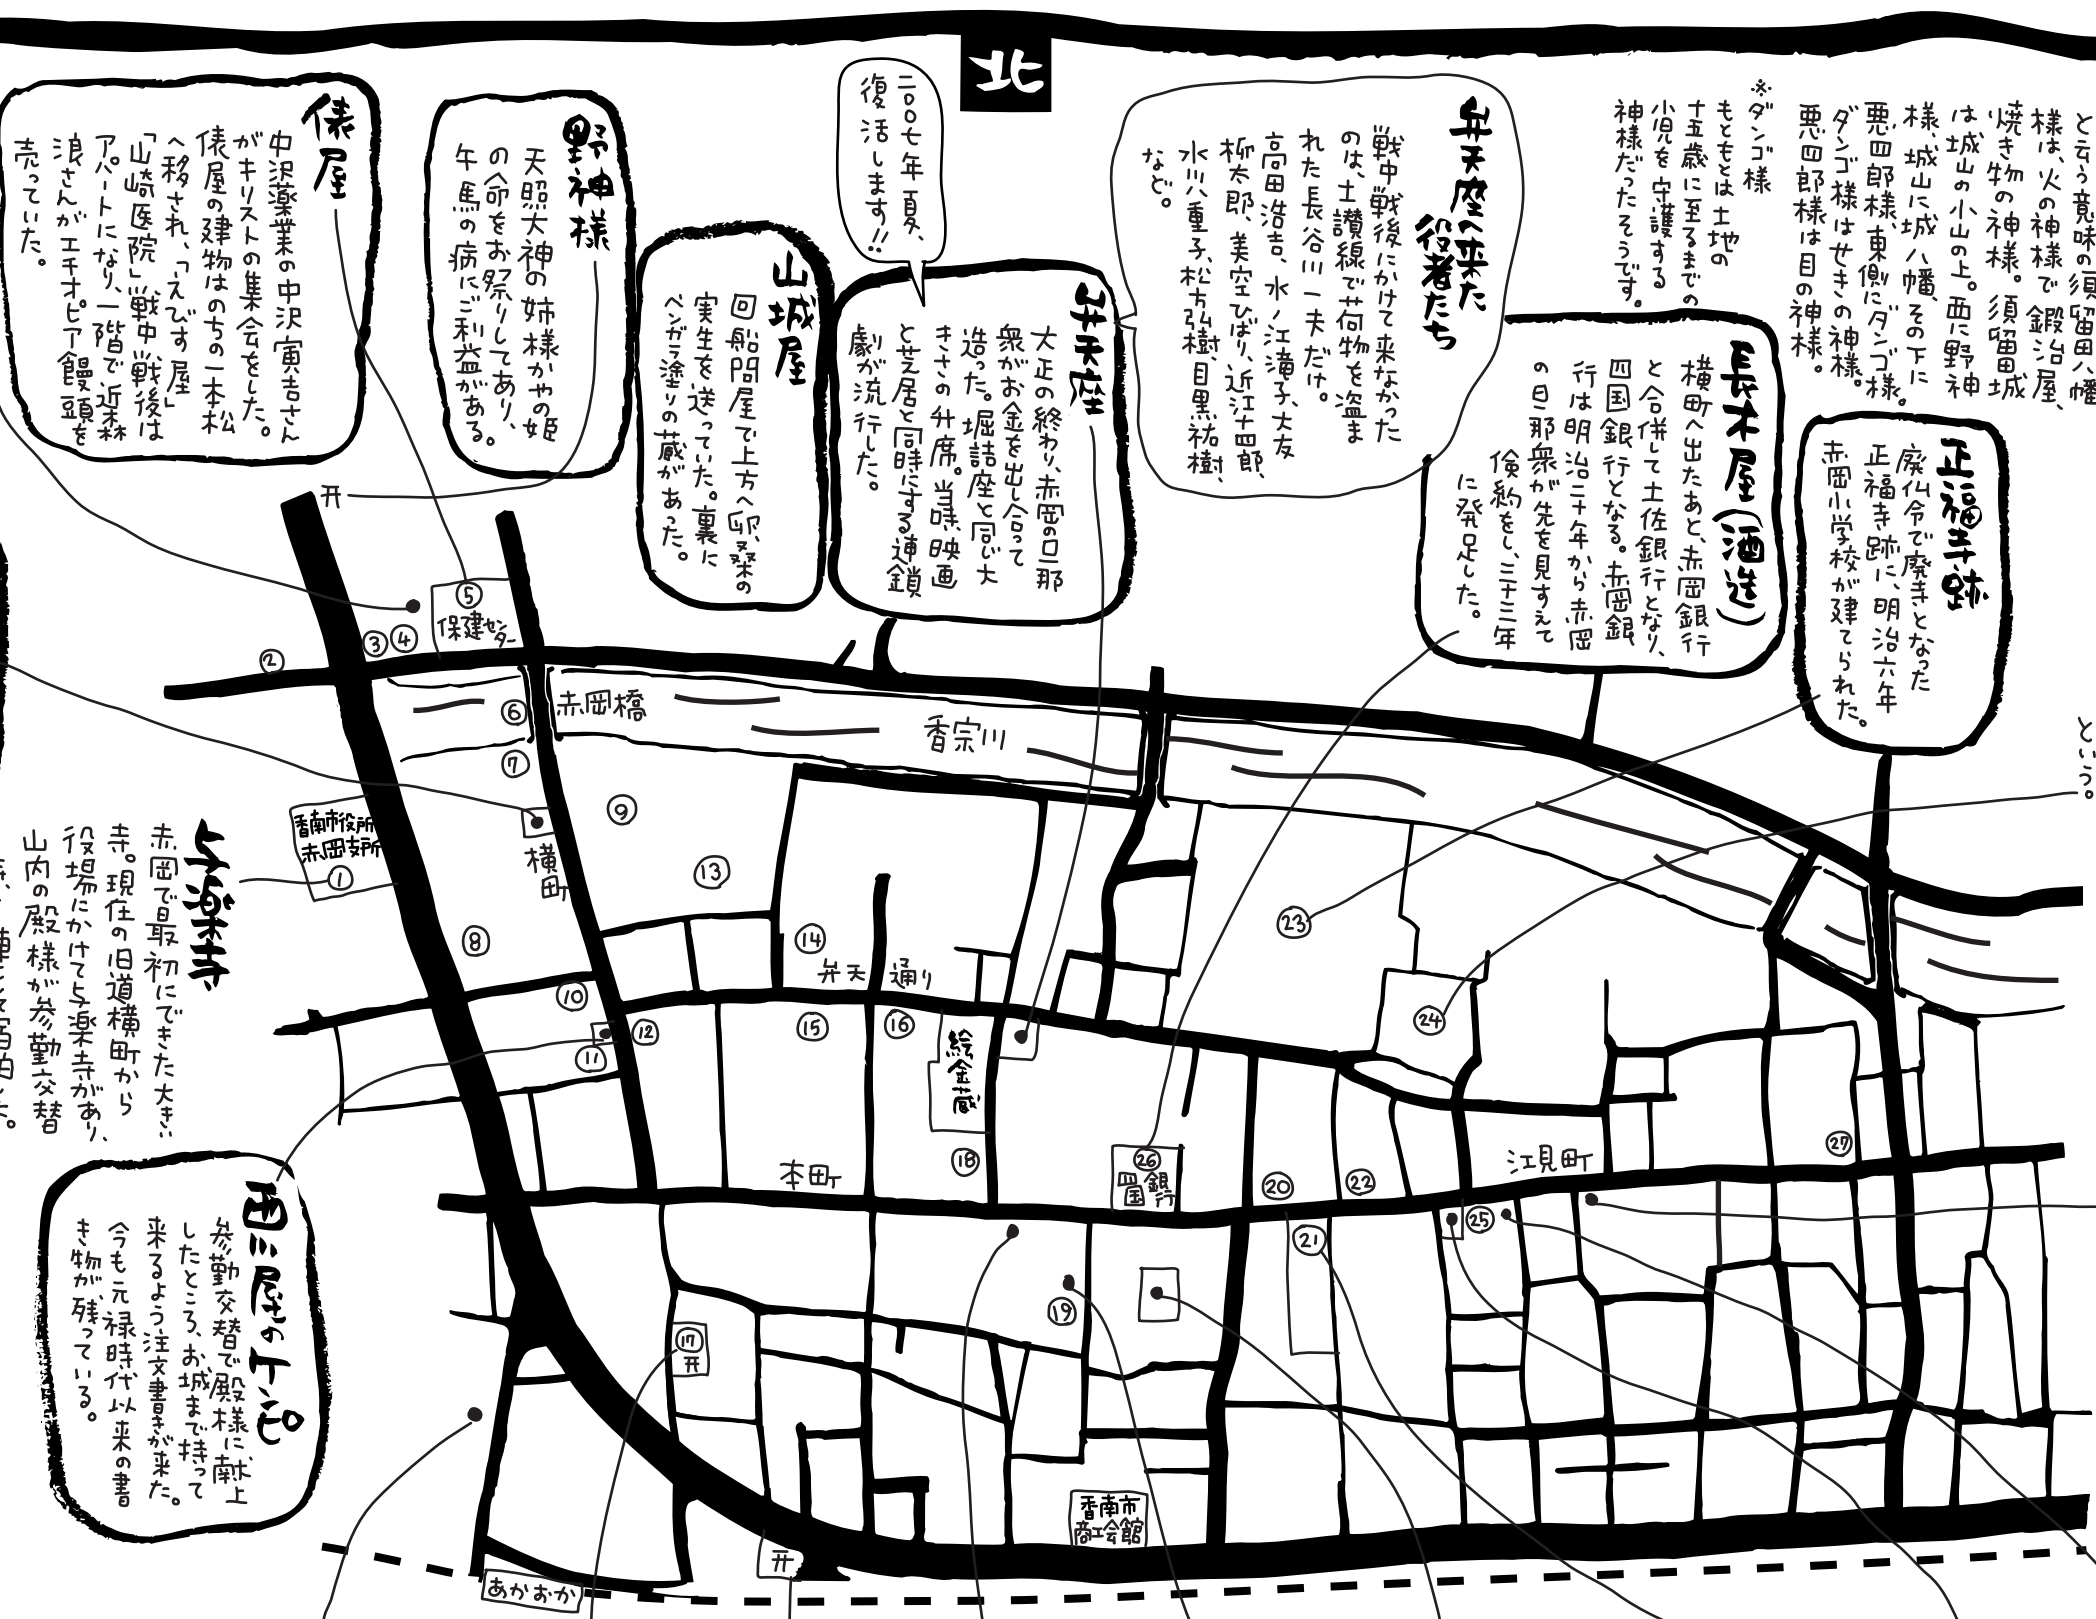 北
と云う意味の須留田八幡
様は、火の神様で鍛冶屋、
焼き物の神様。須留田城
は城山の小山の上。西に野神
様、城山に城八幡、その下に
悪四郎様、東側にダンゴ様。
ダンゴ様はせきの神様。
悪四郎様は目の神様。
※ダンゴ様
もともとは土地の
十五歳に至るまでの
小児を守護する
神様だったそうです。
弁天座へ来た
役者たち
戦中戦後にかけて来なかった
のは、土讃線で荷物を盗ま
れた長谷川一夫だけ。
高田浩吉、水ノ江滝子、大友
柳太郎、美空ひばり、近江十四郎、
水川八重子、松方弘樹、目黒祐樹、
など。
二〇〇七年夏、
復活します!!
弁天座
大正の終わり、赤岡の旦那
衆がお金を出し合って
造った。堀詰座と同じ大
きさの升席。当時、映画
と芝居と同時にする連鎖
劇が流行した。
山城屋
回船問屋で上方へ卵、繁の
実生を送っていた。裏に
ベンガラ塗りの蔵があった。
野神様
天照大神の姉様かやの姫
の命をお祭りしてあり、
午馬の病にご利益がある。
俵屋
中沢薬業の中沢寅吉さん
がキリストの集会をした。
俵屋の建物はのちの一本松
へ移され、「えびす屋」
「山崎医院」戦中、戦後は
アパートになり、一階で近森
浪さんがエチオピア饅頭を
売っていた。
長木屋(酒造)
横町へ出たあと、赤岡銀行
と合併して土佐銀行となり、
四国銀行となる。赤岡銀
行は明治二十年から赤岡
の旦那衆が先を見すえて
倹約をし、三十三年
に発足した。
正福寺跡
廃仏令で廃寺となった
正福寺跡に、明治六年
赤岡小学校が建てられた。
という。
⑤
保健センター
②
③
④
⑥
赤岡橋
香宗川
⑦
⑨
香南市役所
赤岡支所
①
横町
⑬
⑧
⑭
弁天通り
㉓
㉔
⑩
⑪
⑫
⑮
⑯
絵金蔵
本町
⑱
㉖
四国銀行
⑳
㉒
江見町
㉗
㉑
㉕
⑲
⑰
香南市
商工会館
あかおか
与楽寺
赤岡で最初にできた大きい
寺。現在の旧道横町から
役場にかけて与楽寺があり、
山内の殿様が参勤交替
西川屋のケンピ
参勤交替で殿様に献上
したところ、お城まで持って
来るよう注文書きが来た。
今も元禄時代以来の書
き物が残っている。